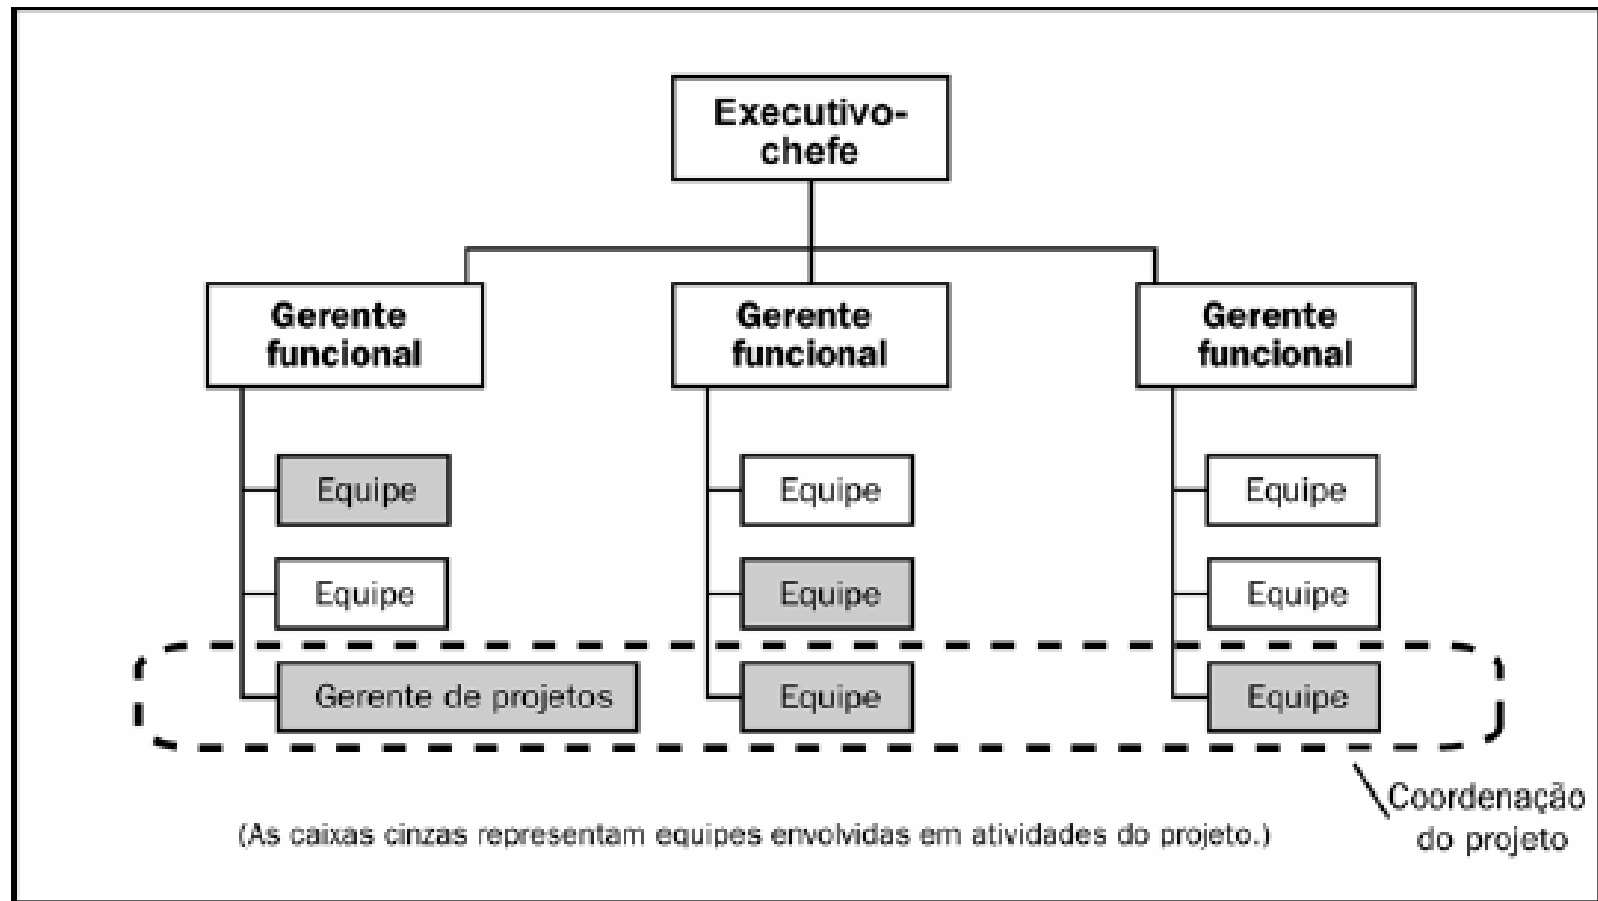 Executivo-
chefe
Gerente
funcional
Gerente
funcional
Gerente
funcional
Equipe
Equipe
Equipe
Equipe
Equipe
Equipe
Gerente de projetos
Equipe
Equipe
Coordenação
do projeto
(As caixas cinzas representam equipes envolvidas em atividades do projeto.)